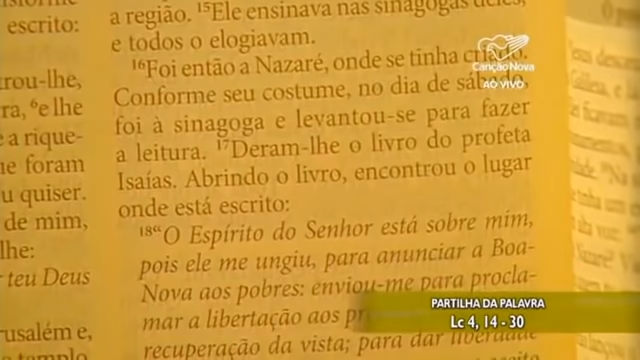 escrito:
trou-lhe,
ra, ⁶e lhe
a rique-
e foram
u quiser.
de mim,
lhe:
r teu Deus
rusalém e,
a região. ¹⁵Ele ensinava nas sinagogas deles,
e todos o elogiavam.
¹⁶Foi então a Nazaré, onde se tinha criado.
Conforme seu costume, no dia de sábado,
foi à sinagoga e levantou-se para fazer
a leitura. ¹⁷Deram-lhe o livro do profeta
Isaías. Abrindo o livro, encontrou o lugar
onde está escrito:
¹⁸“O Espírito do Senhor está sobre mim,
pois ele me ungiu, para anunciar a Boa-
Nova aos pobres: enviou-me para procla-
mar a libertação aos
recuperação da vista; para dar liberdade
Canção Nova
AO VIVO
PARTILHA DA PALAVRA
Lc 4, 14 - 30